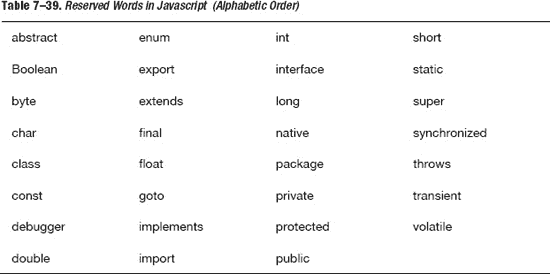 Table 7–39. Reserved Words in Javascript (Alphabetic Order)
abstract enum int short
Boolean export interface static
byte extends long super
char final native synchronized
class float package throws
const goto private transient
debugger implements protected volatile
double import public